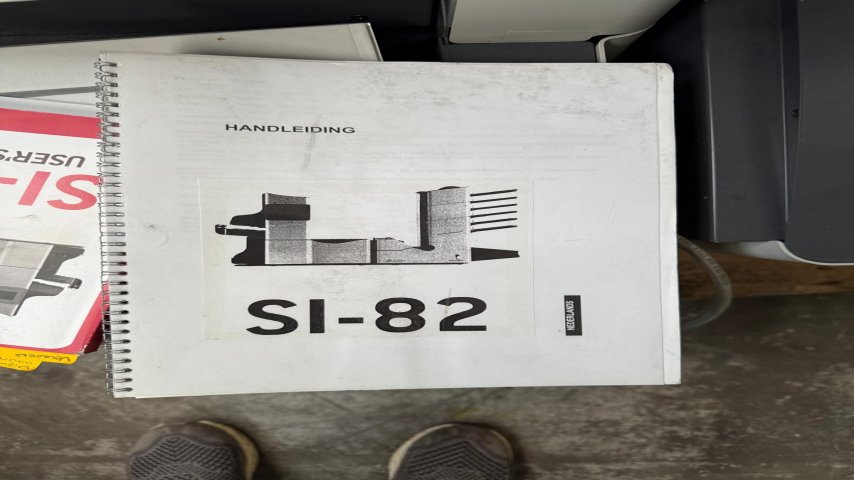 HANDLEIDING
SI-82
NEDERLANDS
USER'S
SI-